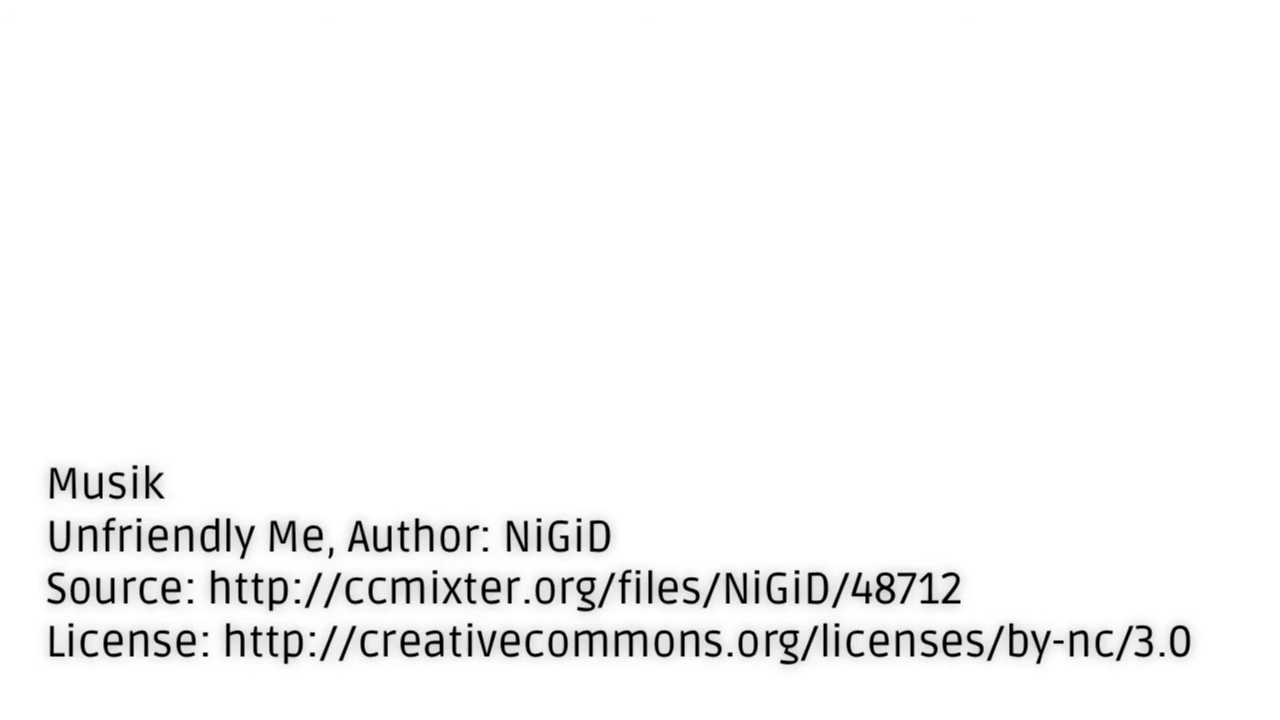 Musik
Unfriendly Me, Author: NiGiD
Source: http://ccmixter.org/files/NiGiD/48712
License: http://creativecommons.org/licenses/by-nc/3.0